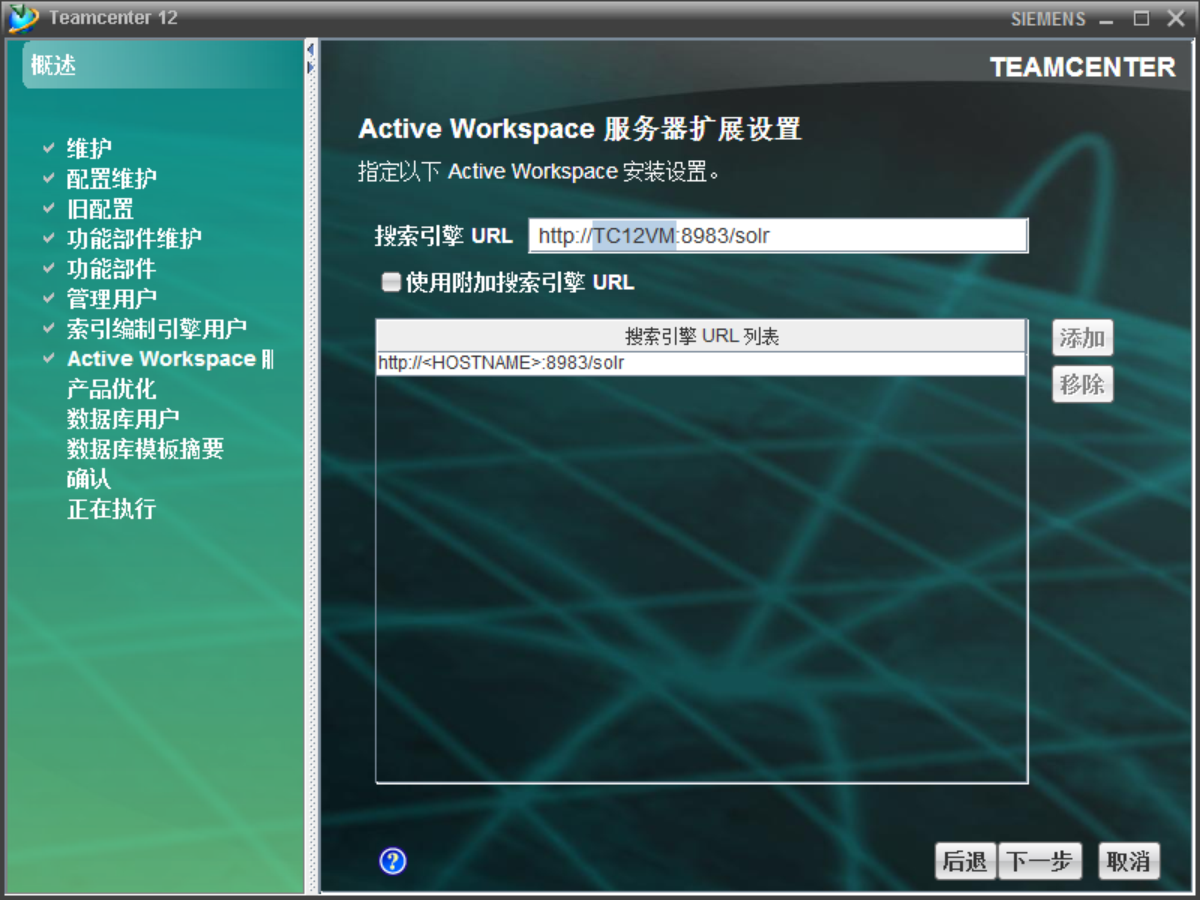 Teamcenter 12
SIEMENS
概述
维护
配置维护
旧配置
功能部件维护
功能部件
管理用户
索引编制引擎用户
Active Workspace
产品优化
数据库用户
数据库模板摘要
确认
正在执行
TEAMCENTER
Active Workspace 服务器扩展设置
指定以下 Active Workspace 安装设置。
搜索引擎 URL http://TC12VM:8983/solr
使用附加搜索引擎 URL
搜索引擎 URL 列表
http://<HOSTNAME>:8983/solr
添加
移除
后退 下一步 取消